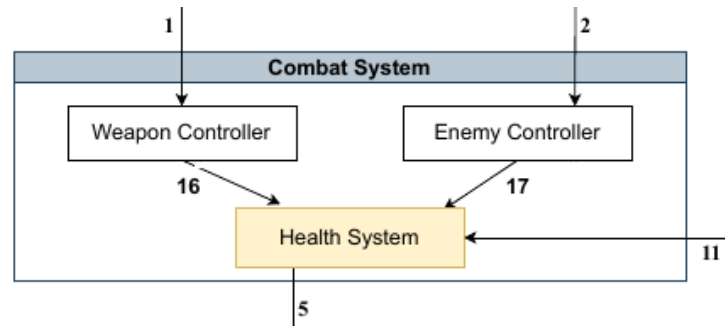 1
2
Combat System
Weapon Controller
Enemy Controller
16
17
Health System
11
5